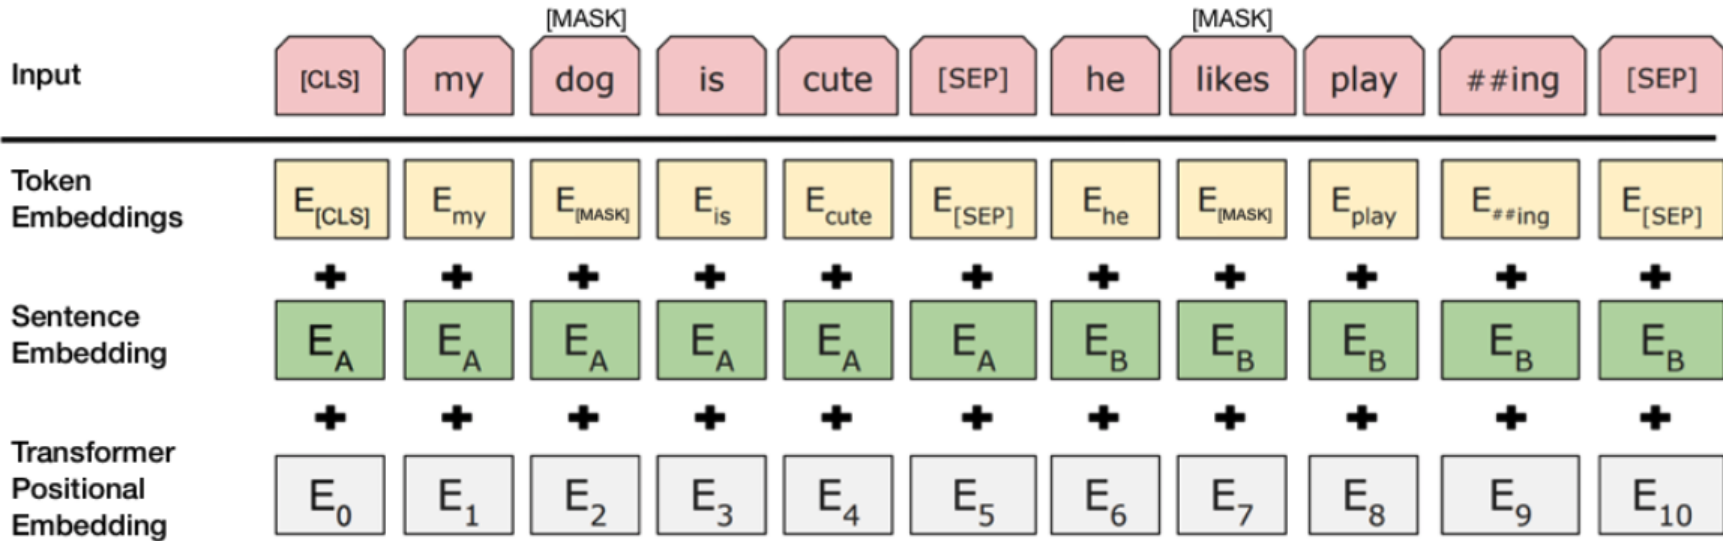 [MASK] [MASK]
Input [CLS] my dog is cute [SEP] he likes play ##ing [SEP]
Token
Embeddings E[CLS] Emy E[MASK] Eis Ecute E[SEP] Ehe E[MASK] Eplay E##ing E[SEP]
Sentence
Embedding EA EA EA EA EA EA EB EB EB EB EB
Transformer
Positional
Embedding E0 E1 E2 E3 E4 E5 E6 E7 E8 E9 E10